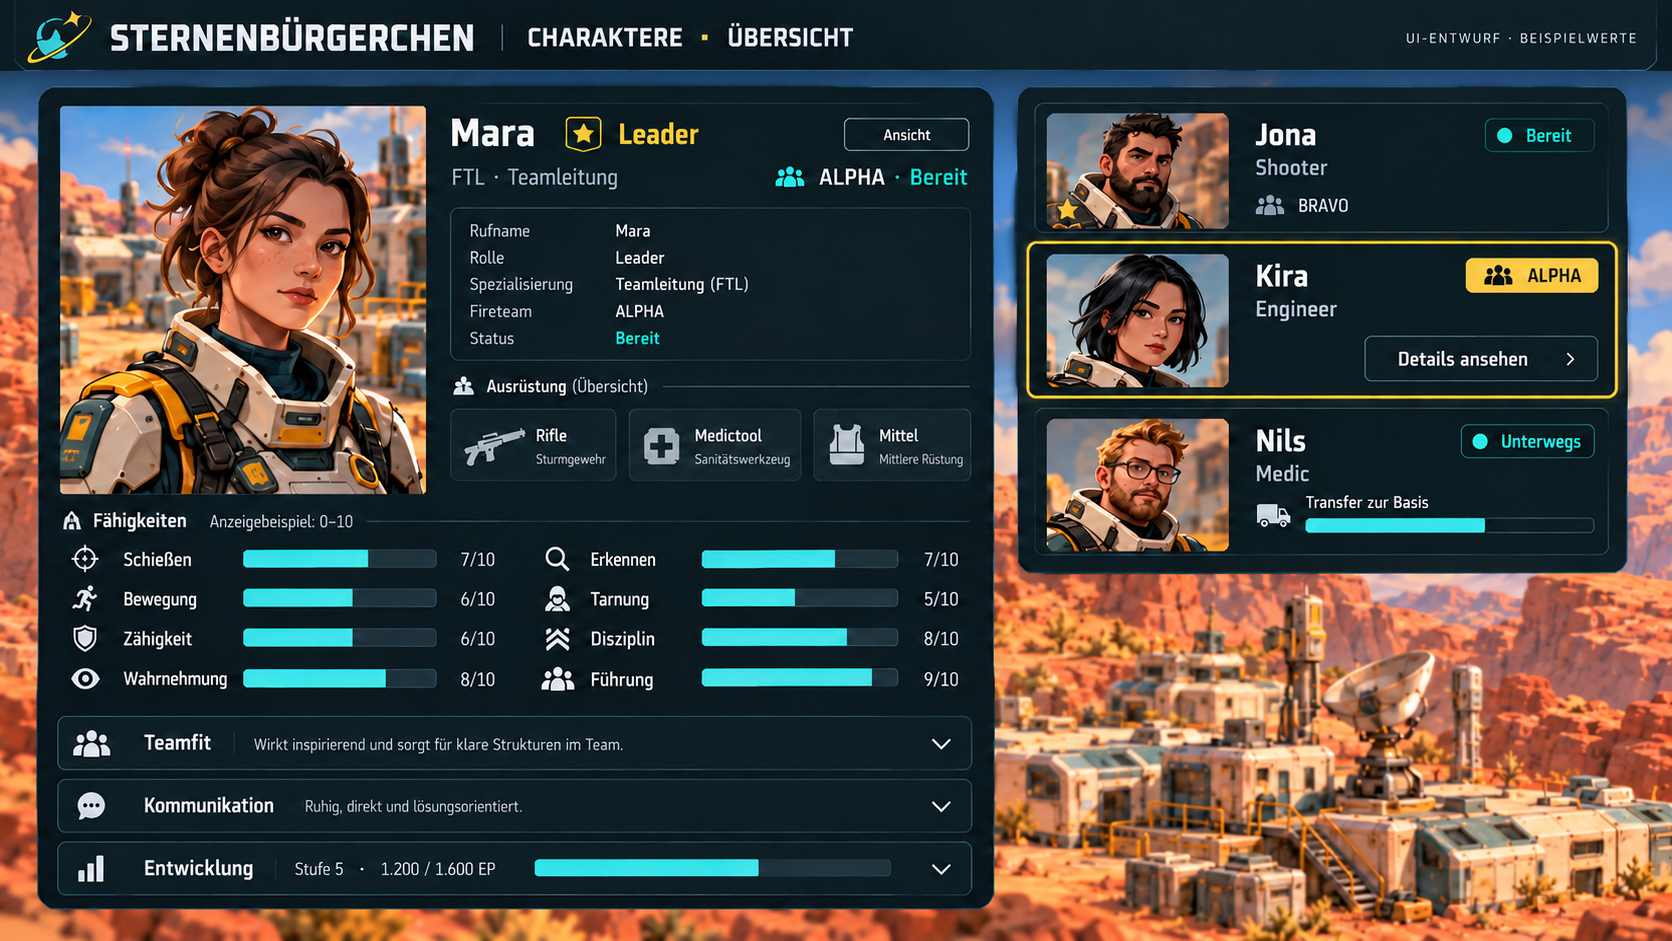 STERNENBÜRGERCHEN | CHARAKTERE · ÜBERSICHT
UI-ENTWURF · BEISPIELWERTE
Mara Leader
Ansicht
FTL · Teamleitung
ALPHA · Bereit
Rufname Mara
Rolle Leader
Spezialisierung Teamleitung (FTL)
Fireteam ALPHA
Status Bereit
Ausrüstung (Übersicht)
Rifle
Sturmgewehr
Medictool
Sanitätswerkzeug
Mittel
Mittlere Rüstung
Fähigkeiten Anzeigebeispiel: 0–10
Schießen 7/10
Erkennen 7/10
Bewegung 6/10
Tarnung 5/10
Zähigkeit 6/10
Disziplin 8/10
Wahrnehmung 8/10
Führung 9/10
Teamfit Wirkt inspirierend und sorgt für klare Strukturen im Team.
Kommunikation Ruhig, direkt und lösungsorientiert.
Entwicklung Stufe 5 · 1.200 / 1.600 EP
Jona
Bereit
Shooter
BRAVO
Kira
ALPHA
Engineer
Details ansehen
Nils
Unterwegs
Medic
Transfer zur Basis